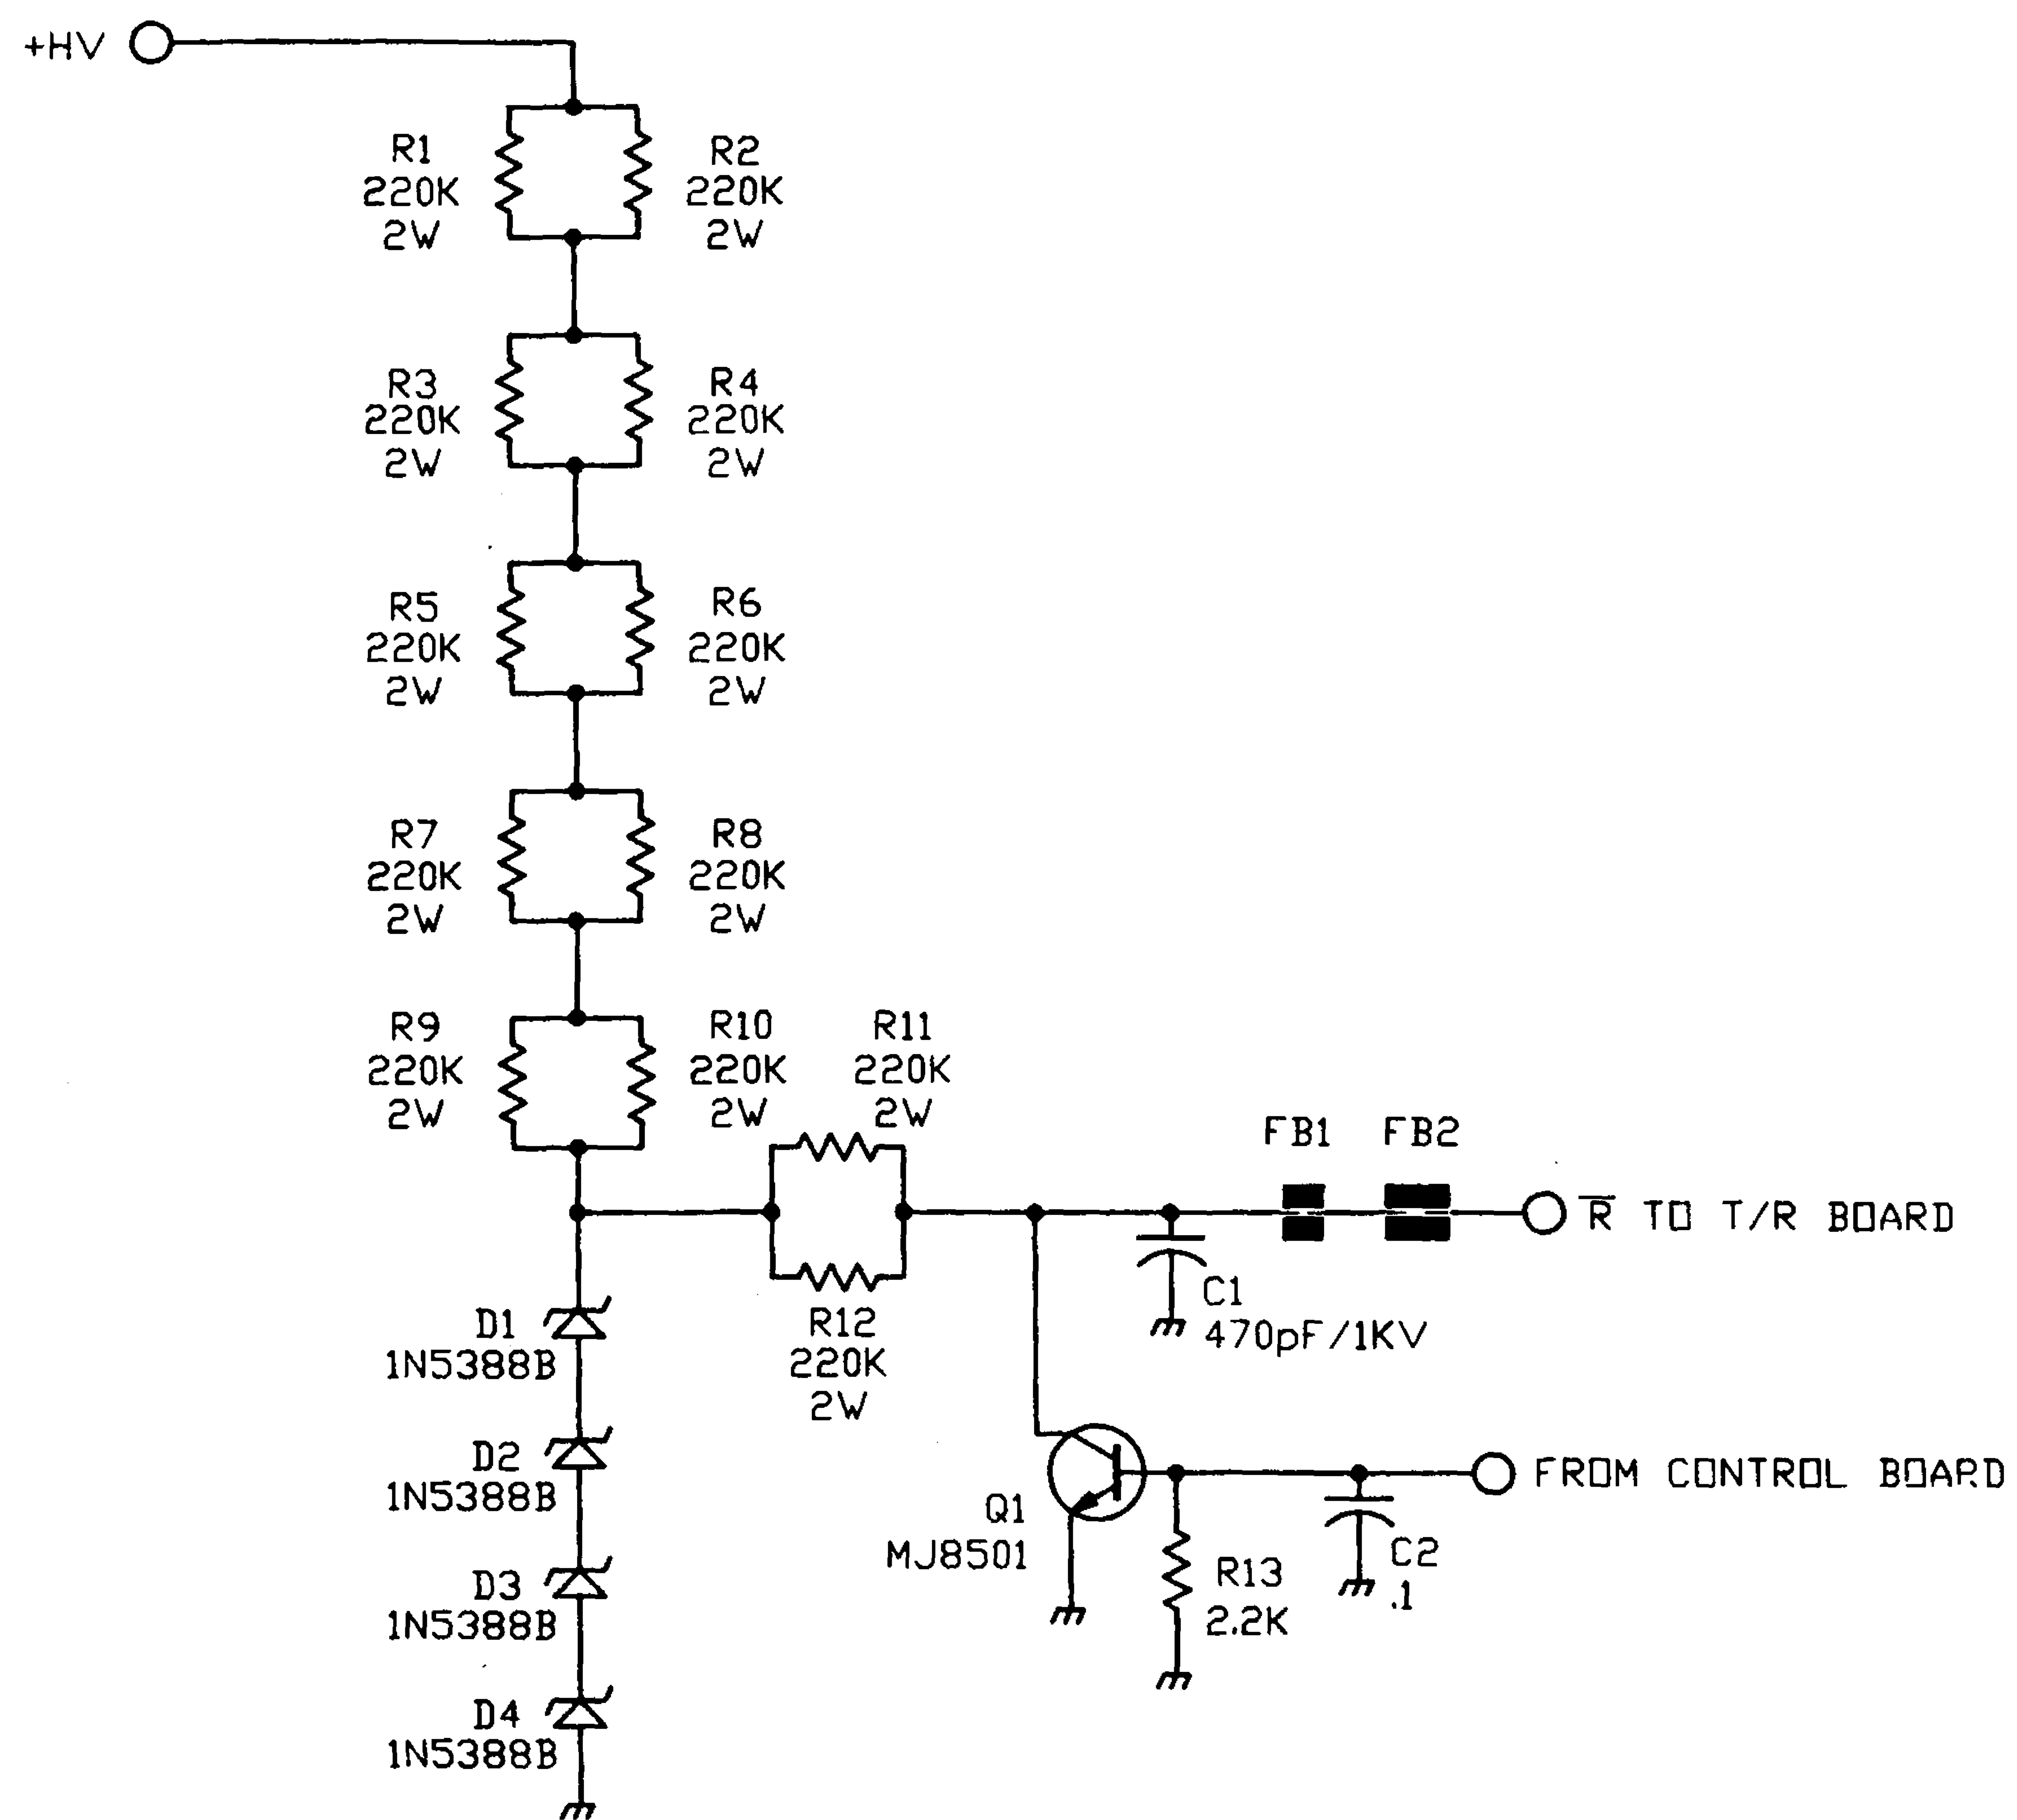 +HV
R1
220K
2W
R2
220K
2W
R3
220K
2W
R4
220K
2W
R5
220K
2W
R6
220K
2W
R7
220K
2W
R8
220K
2W
R9
220K
2W
R10
220K
2W
R11
220K
2W
FB1
FB2
R̅ TO T/R BOARD
C1
470pF/1KV
R12
220K
2W
D1
1N5388B
D2
1N5388B
D3
1N5388B
D4
1N5388B
Q1
MJ8501
FROM CONTROL BOARD
R13
2.2K
C2
.1